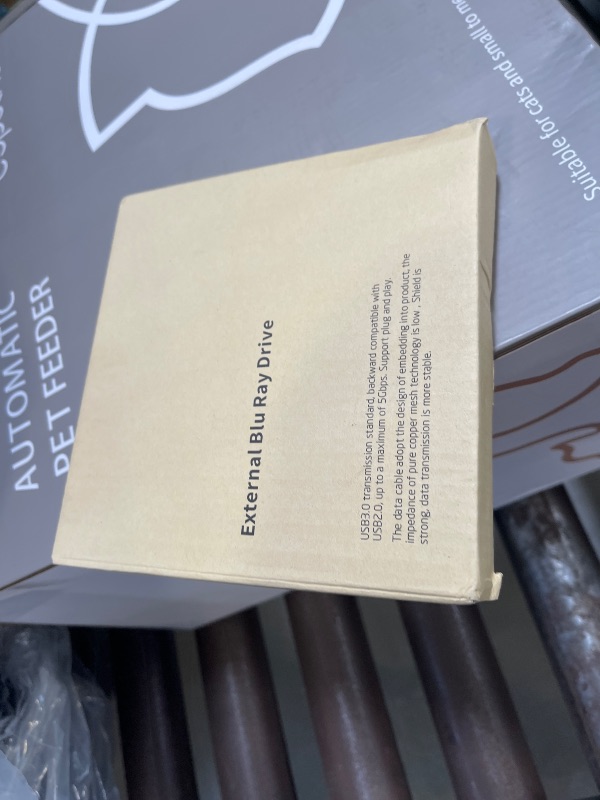 AUTOMATIC
PET FEEDER
Suitable for cats and small to
External Blu Ray Drive
USB3.0 transmission standard, backward compatible with
USB2.0, up to a maximum of 5Gbps. Support plug and play.
The data cable adopt the design of embedding into product, the
impedance of pure copper mesh technology is low , Shield is
strong, data transmission is more stable.